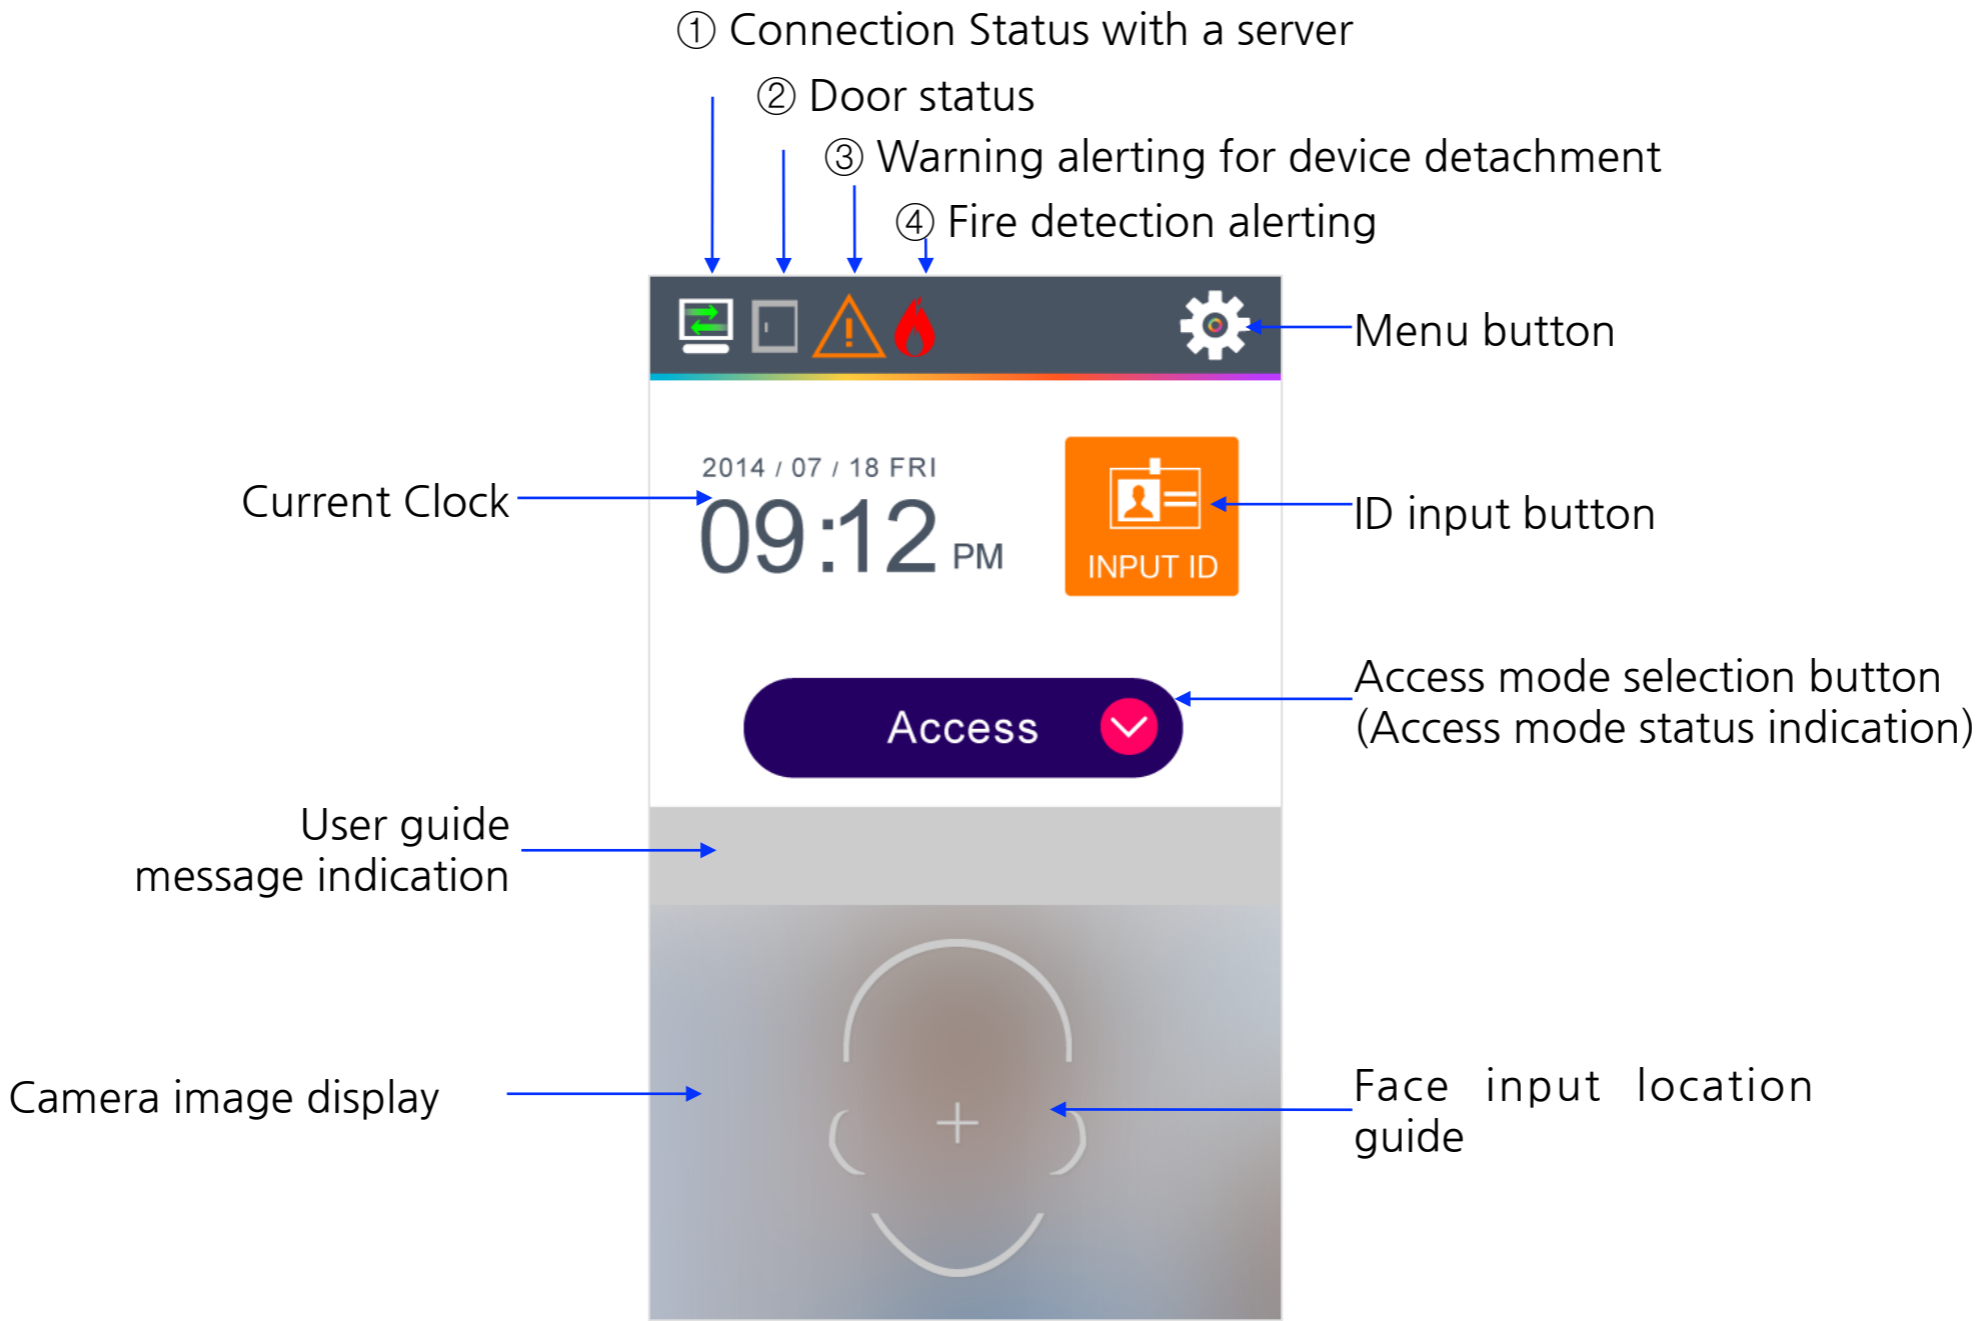 ① Connection Status with a server
② Door status
③ Warning alerting for device detachment
④ Fire detection alerting
Menu button
2014 / 07 / 18 FRI
Current Clock
09:12 PM
INPUT ID
ID input button
Access
Access mode selection button
(Access mode status indication)
User guide
message indication
Camera image display
Face input location
guide